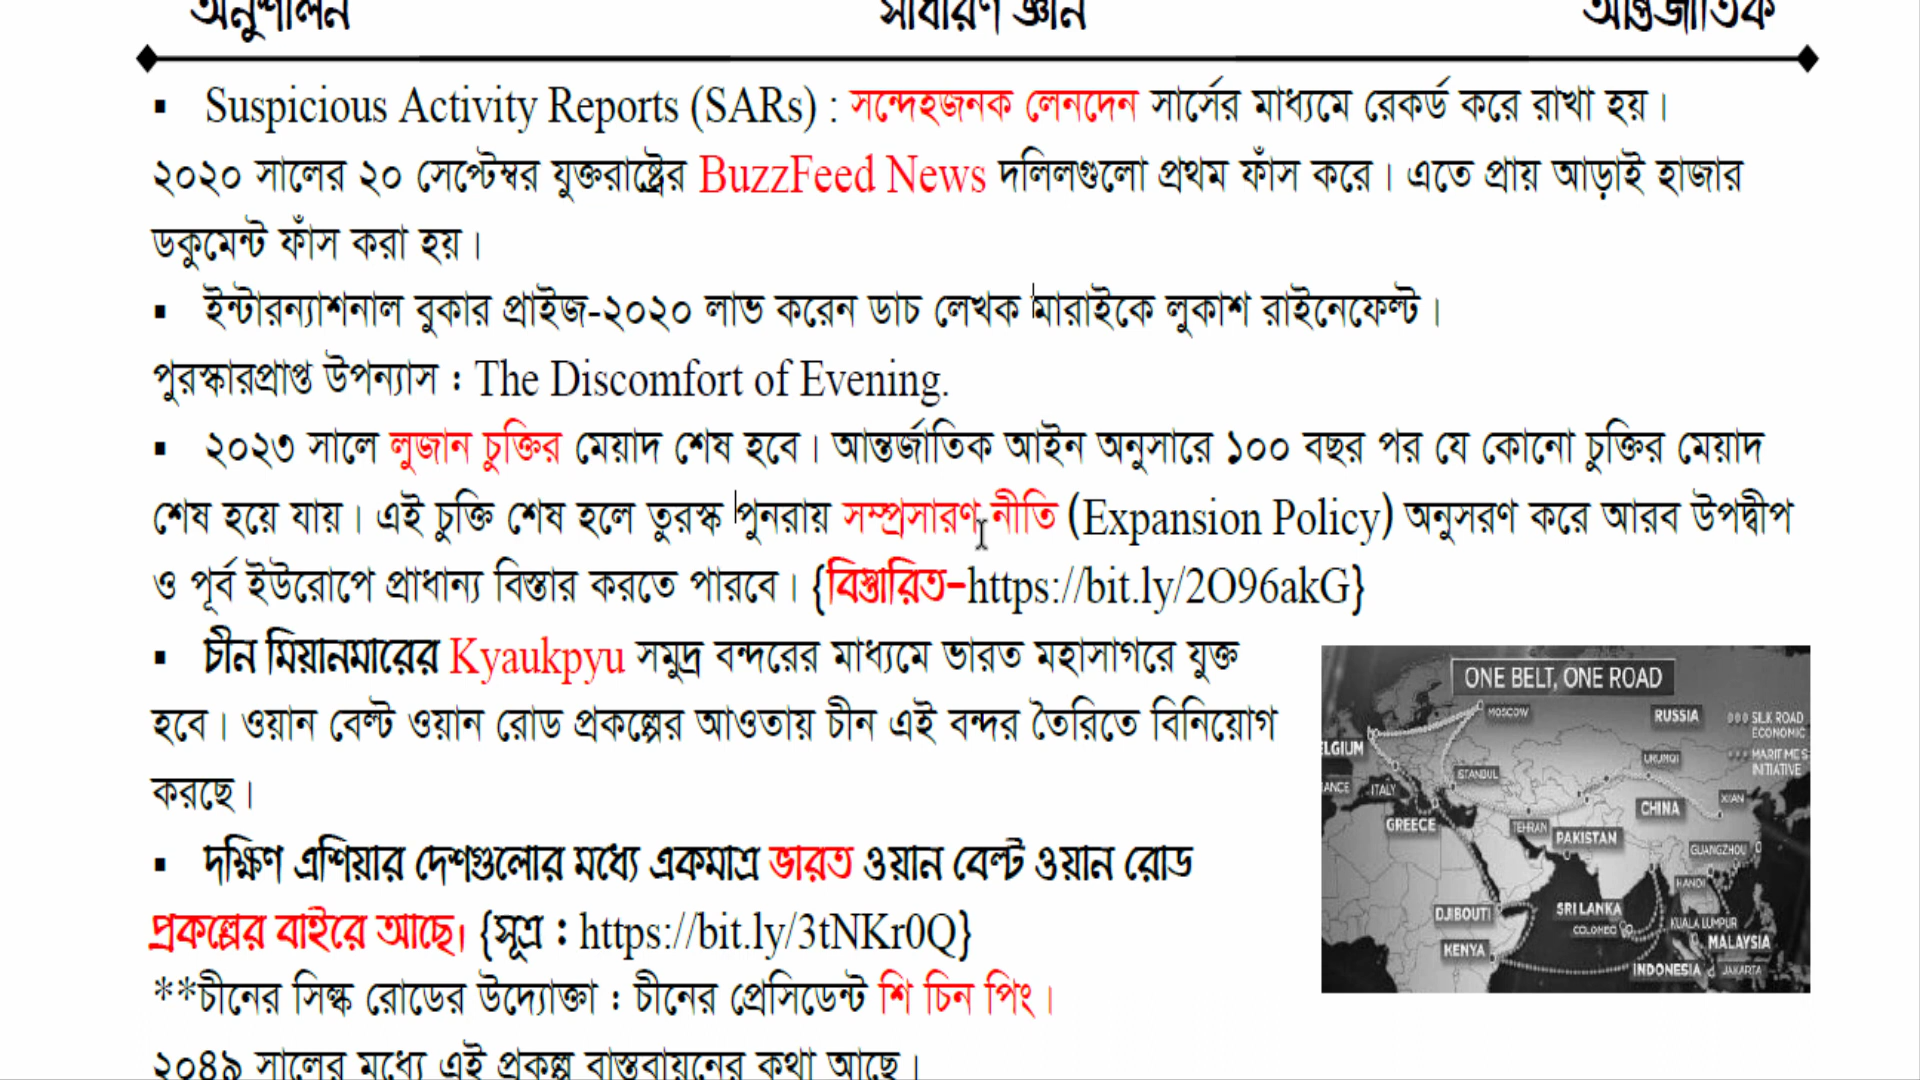 অনুশীলন সাধারণ জ্ঞান আন্তর্জাতিক
▪ Suspicious Activity Reports (SARs) : সন্দেহজনক লেনদেন সার্সের মাধ্যমে রেকর্ড করে রাখা হয়।
২০২০ সালের ২০ সেপ্টেম্বর যুক্তরাষ্ট্রের BuzzFeed News দলিলগুলো প্রথম ফাঁস করে। এতে প্রায় আড়াই হাজার
ডকুমেন্ট ফাঁস করা হয়।
▪ ইন্টারন্যাশনাল বুকার প্রাইজ-২০২০ লাভ করেন ডাচ লেখক মারাইকে লুকাশ রাইনেফেল্ট।
পুরস্কারপ্রাপ্ত উপন্যাস : The Discomfort of Evening.
▪ ২০২৩ সালে লুজান চুক্তির মেয়াদ শেষ হবে। আন্তর্জাতিক আইন অনুসারে ১০০ বছর পর যে কোনো চুক্তির মেয়াদ
শেষ হয়ে যায়। এই চুক্তি শেষ হলে তুরস্ক পুনরায় সম্প্রসারণ নীতি (Expansion Policy) অনুসরণ করে আরব উপদ্বীপ
ও পূর্ব ইউরোপে প্রাধান্য বিস্তার করতে পারবে। {বিস্তারিত–https://bit.ly/2O96akG}
▪ চীন মিয়ানমারের Kyaukpyu সমুদ্র বন্দরের মাধ্যমে ভারত মহাসাগরে যুক্ত
হবে। ওয়ান বেল্ট ওয়ান রোড প্রকল্পের আওতায় চীন এই বন্দর তৈরিতে বিনিয়োগ
করছে।
▪ দক্ষিণ এশিয়ার দেশগুলোর মধ্যে একমাত্র ভারত ওয়ান বেল্ট ওয়ান রোড
প্রকল্পের বাইরে আছে। {সূত্র : https://bit.ly/3tNKr0Q}
**চীনের সিল্ক রোডের উদ্যোক্তা : চীনের প্রেসিডেন্ট শি চিন পিং।
২০৪৯ সালের মধ্যে এই প্রকল্প বাস্তবায়নের কথা আছে।
ONE BELT, ONE ROAD
MOSCOW
RUSSIA
SILK ROAD
ECONOMIC
ELGIUM
MARITIME S
INITIATIVE
URUMQI
ISTANBUL
ANCE
ITALY
XIAN
CHINA
GREECE
TEHRAN
PAKISTAN
GUANGZHOU
HANOI
DJIBOUTI
SRI LANKA
COLOMBO
KUALA LUMPUR
MALAYSIA
KENYA
INDONESIA
JAKARTA